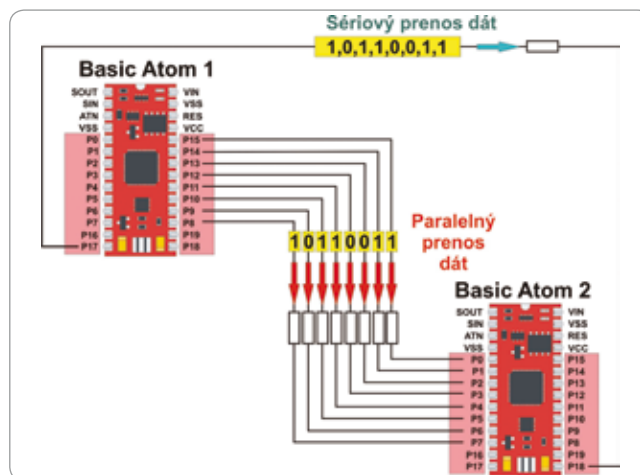 Sériový prenos dát
1,0,1,1,0,0,1,1
Basic Atom 1
SOUT VIN
SIN VSS
ATN RES
VSS VCC
P0 P15
P1 P14
P2 P13
P3 P12
P4 P11
P5 P10
P6 P9
P7 P8
P16 P19
P17 P18
10110011
Paralelný
prenos
dát
Basic Atom 2
SOUT VIN
SIN VSS
ATN RES
VSS VCC
P0 P15
P1 P14
P2 P13
P3 P12
P4 P11
P5 P10
P6 P9
P7 P8
P16 P19
P17 P18